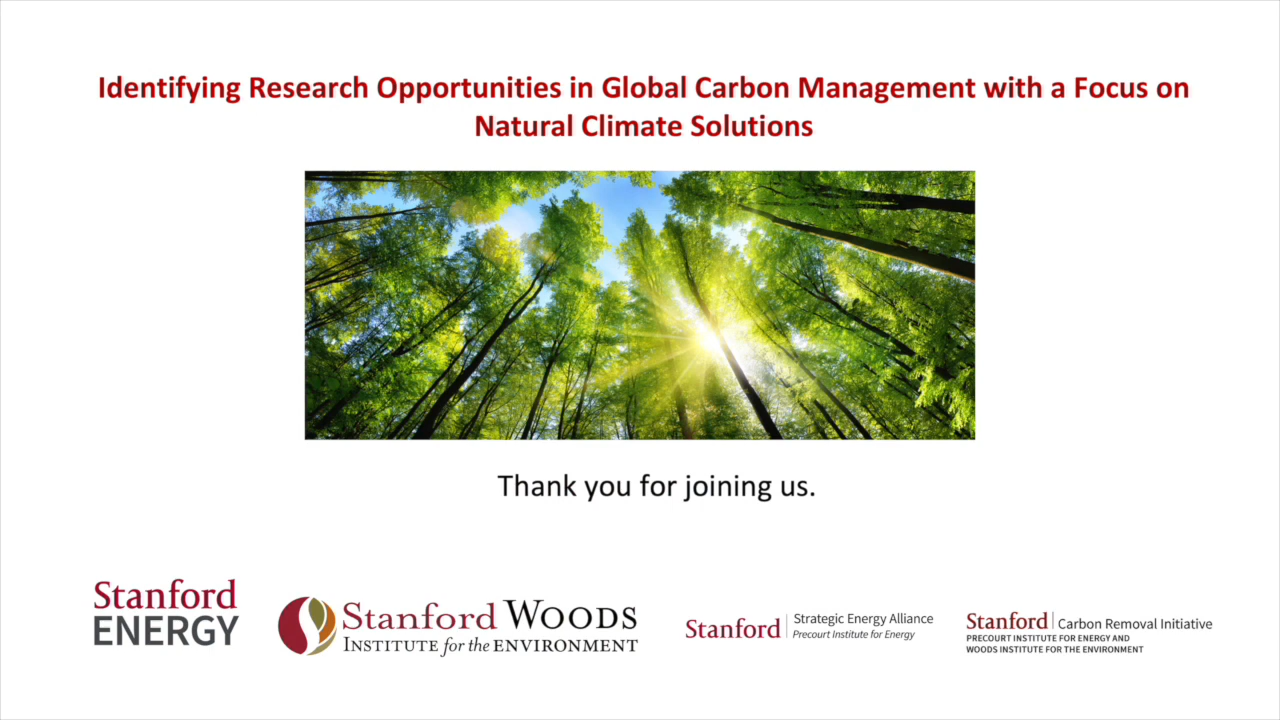 Identifying Research Opportunities in Global Carbon Management with a Focus on
Natural Climate Solutions
Thank you for joining us.
Stanford
ENERGY
Stanford WOODS
INSTITUTE for the ENVIRONMENT
Stanford | Strategic Energy Alliance
Precourt Institute for Energy
Stanford | Carbon Removal Initiative
PRECOURT INSTITUTE FOR ENERGY AND
WOODS INSTITUTE FOR THE ENVIRONMENT